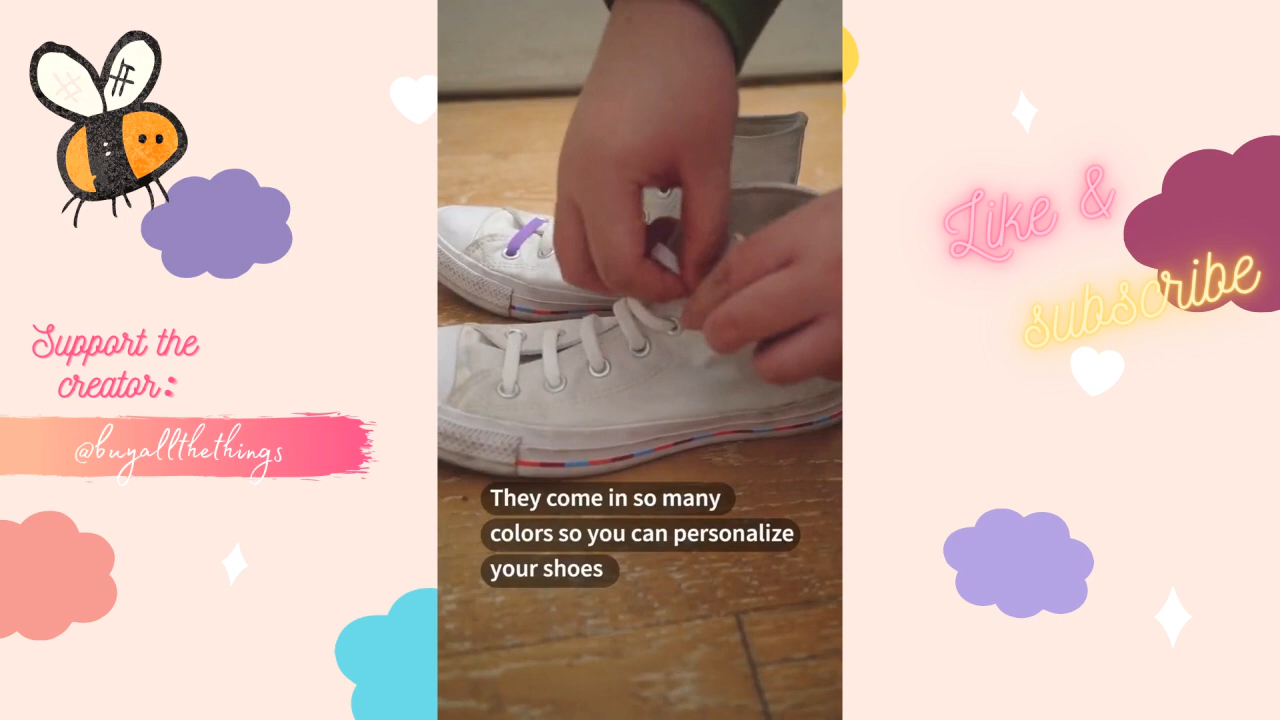 Support the
creator:
@buyallthethings
They come in so many
colors so you can personalize
your shoes
Like &
subscribe